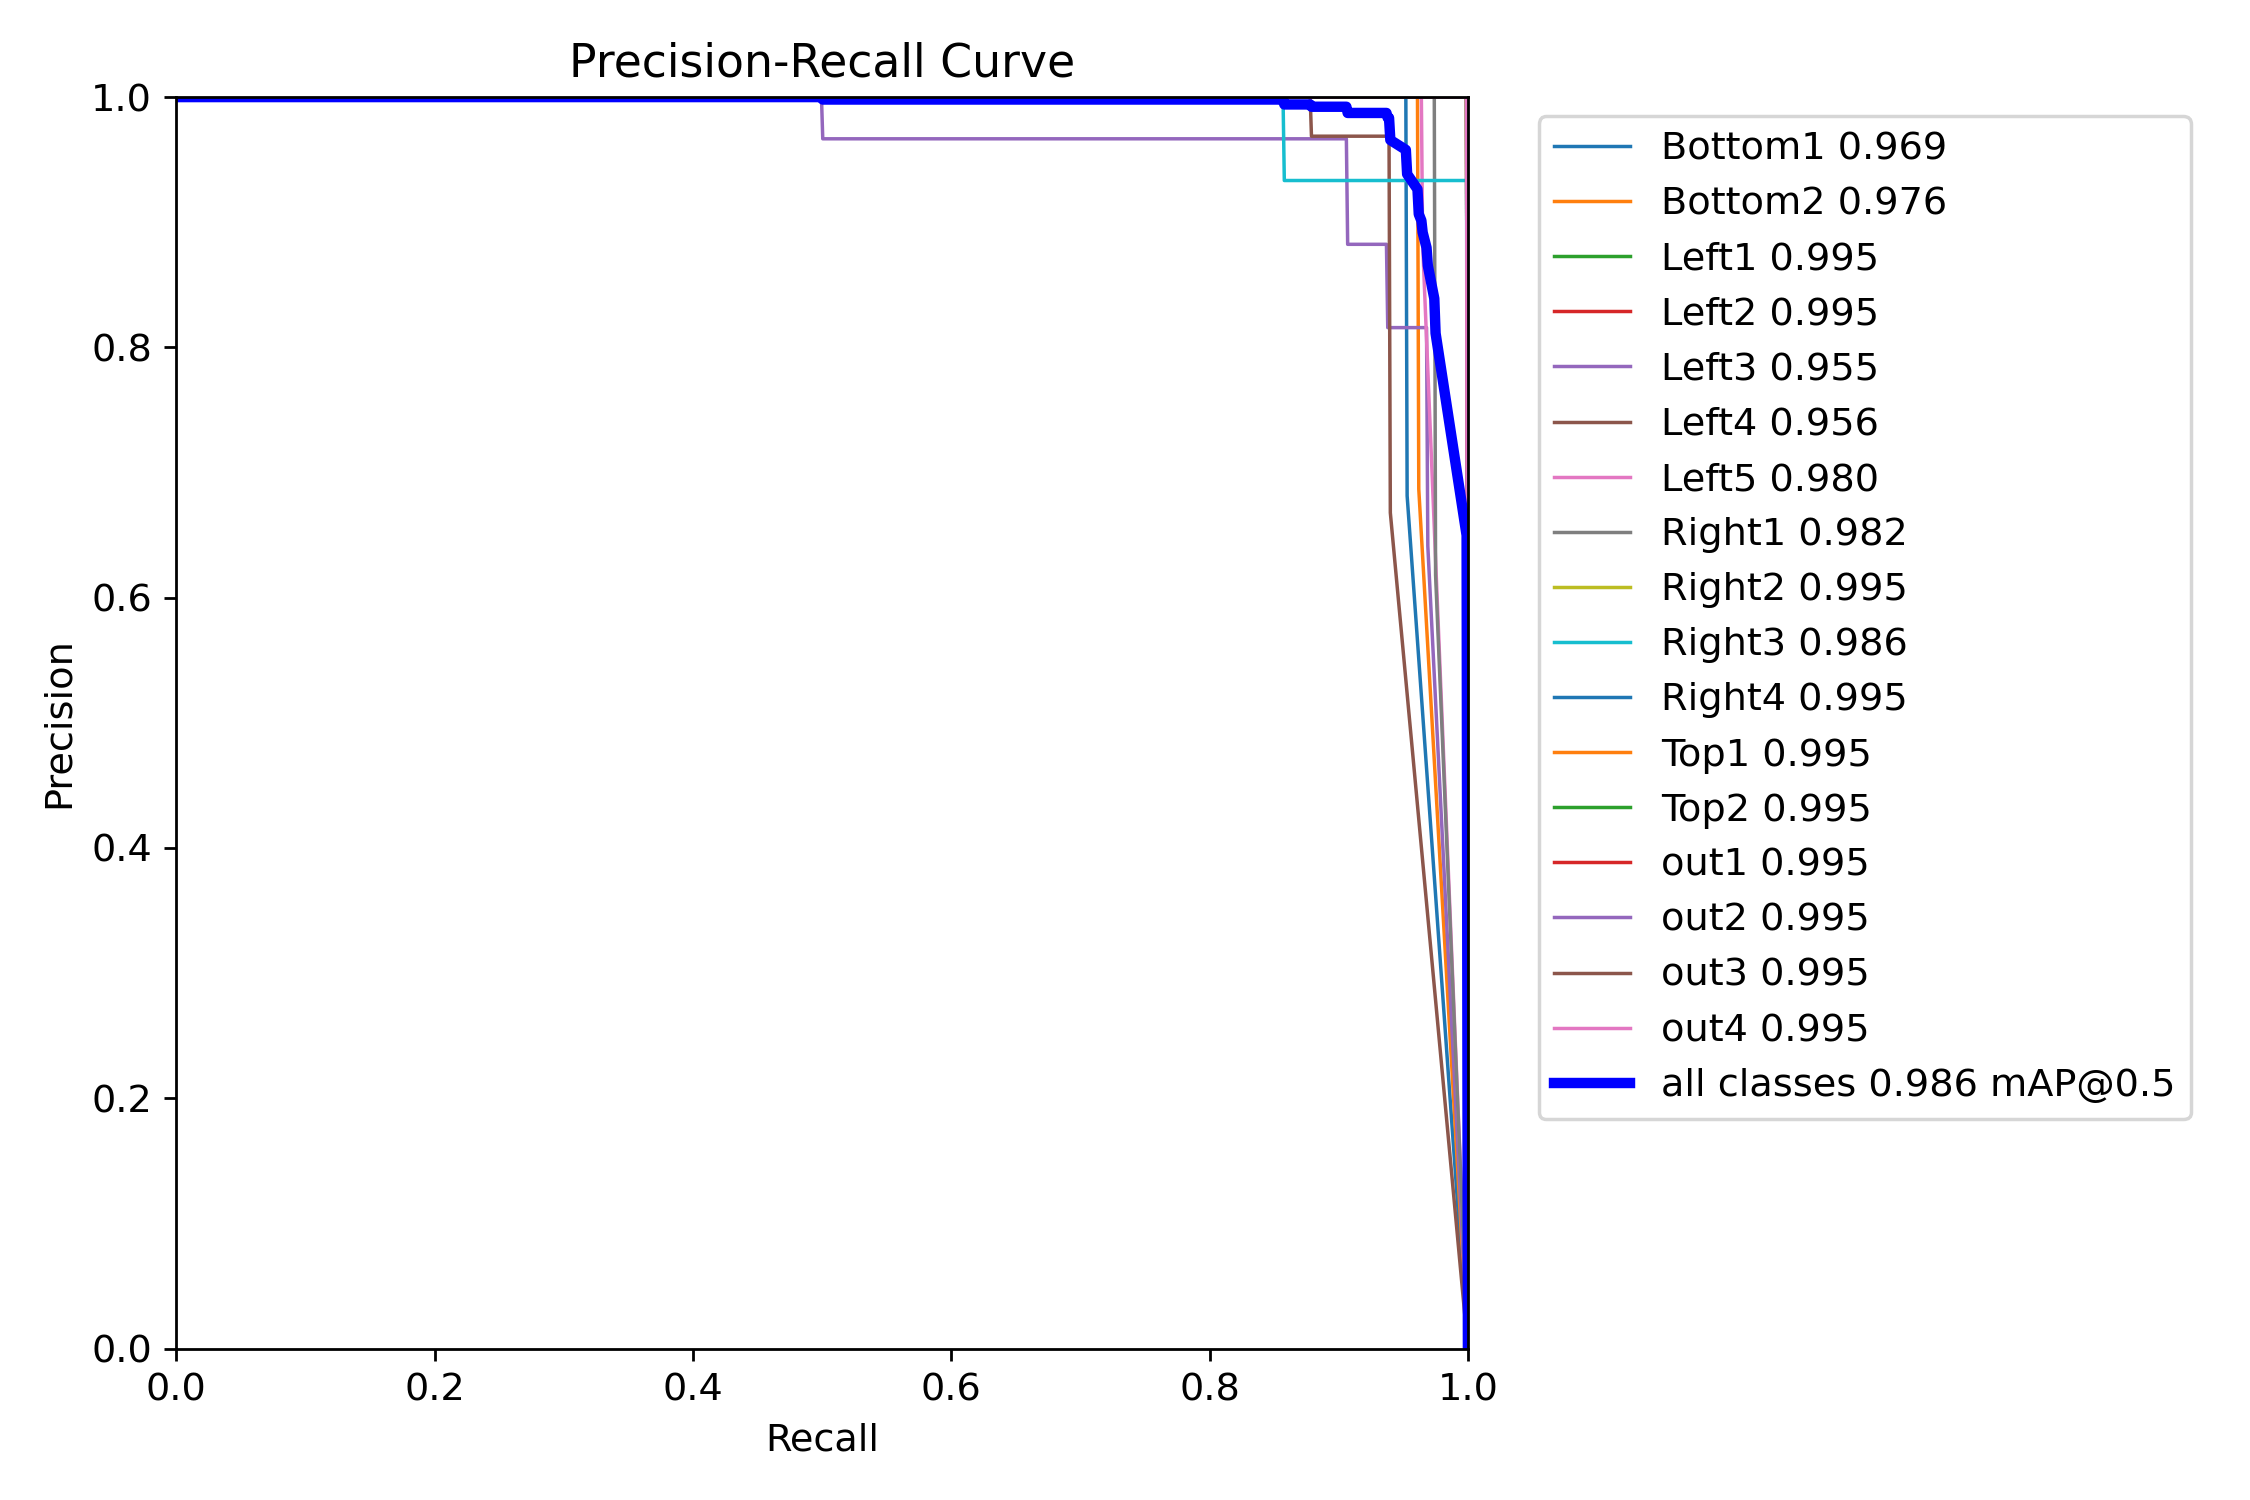 Precision-Recall Curve
1.0
0.8
0.6
0.4
0.2
0.0
Precision
0.0 0.2 0.4 0.6 0.8 1.0
Recall
Bottom1 0.969
Bottom2 0.976
Left1 0.995
Left2 0.995
Left3 0.955
Left4 0.956
Left5 0.980
Right1 0.982
Right2 0.995
Right3 0.986
Right4 0.995
Top1 0.995
Top2 0.995
out1 0.995
out2 0.995
out3 0.995
out4 0.995
all classes 0.986 mAP@0.5